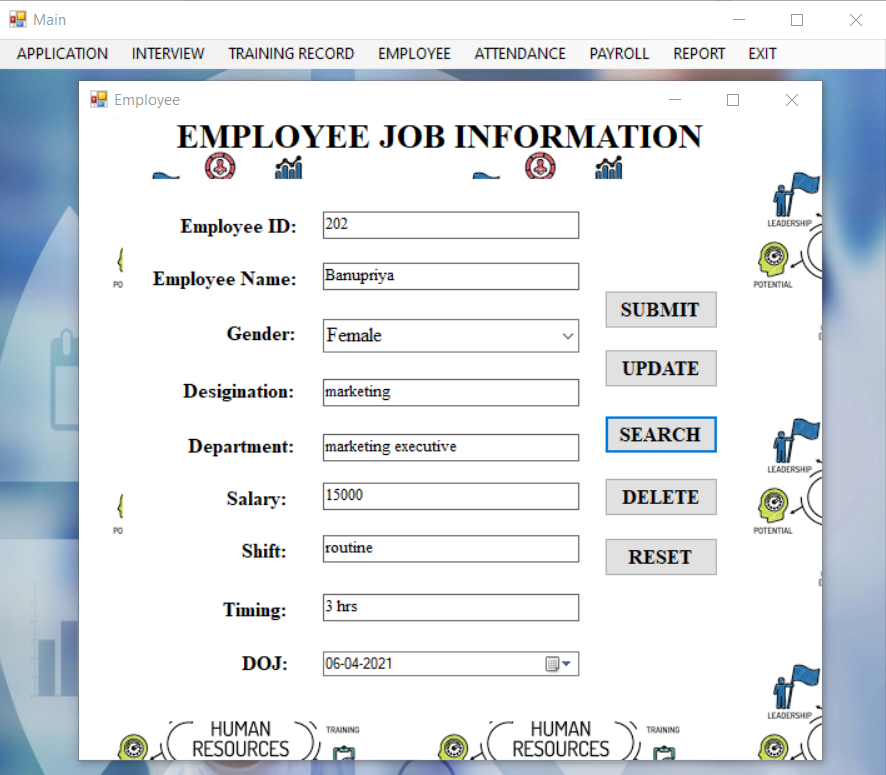 Main
APPLICATION INTERVIEW TRAINING RECORD EMPLOYEE ATTENDANCE PAYROLL REPORT EXIT
Employee
EMPLOYEE JOB INFORMATION
LEADERSHIP
Employee ID: 202
POTENTIAL
PO
Employee Name: Banupriya
SUBMIT
Gender: Female
UPDATE
Desigination: marketing
SEARCH
Department: marketing executive
LEADERSHIP
Salary: 15000
DELETE
POTENTIAL
PO
Shift: routine
RESET
Timing: 3 hrs
DOJ: 06-04-2021
LEADERSHIP
HUMAN RESOURCES
TRAINING
HUMAN RESOURCES
TRAINING